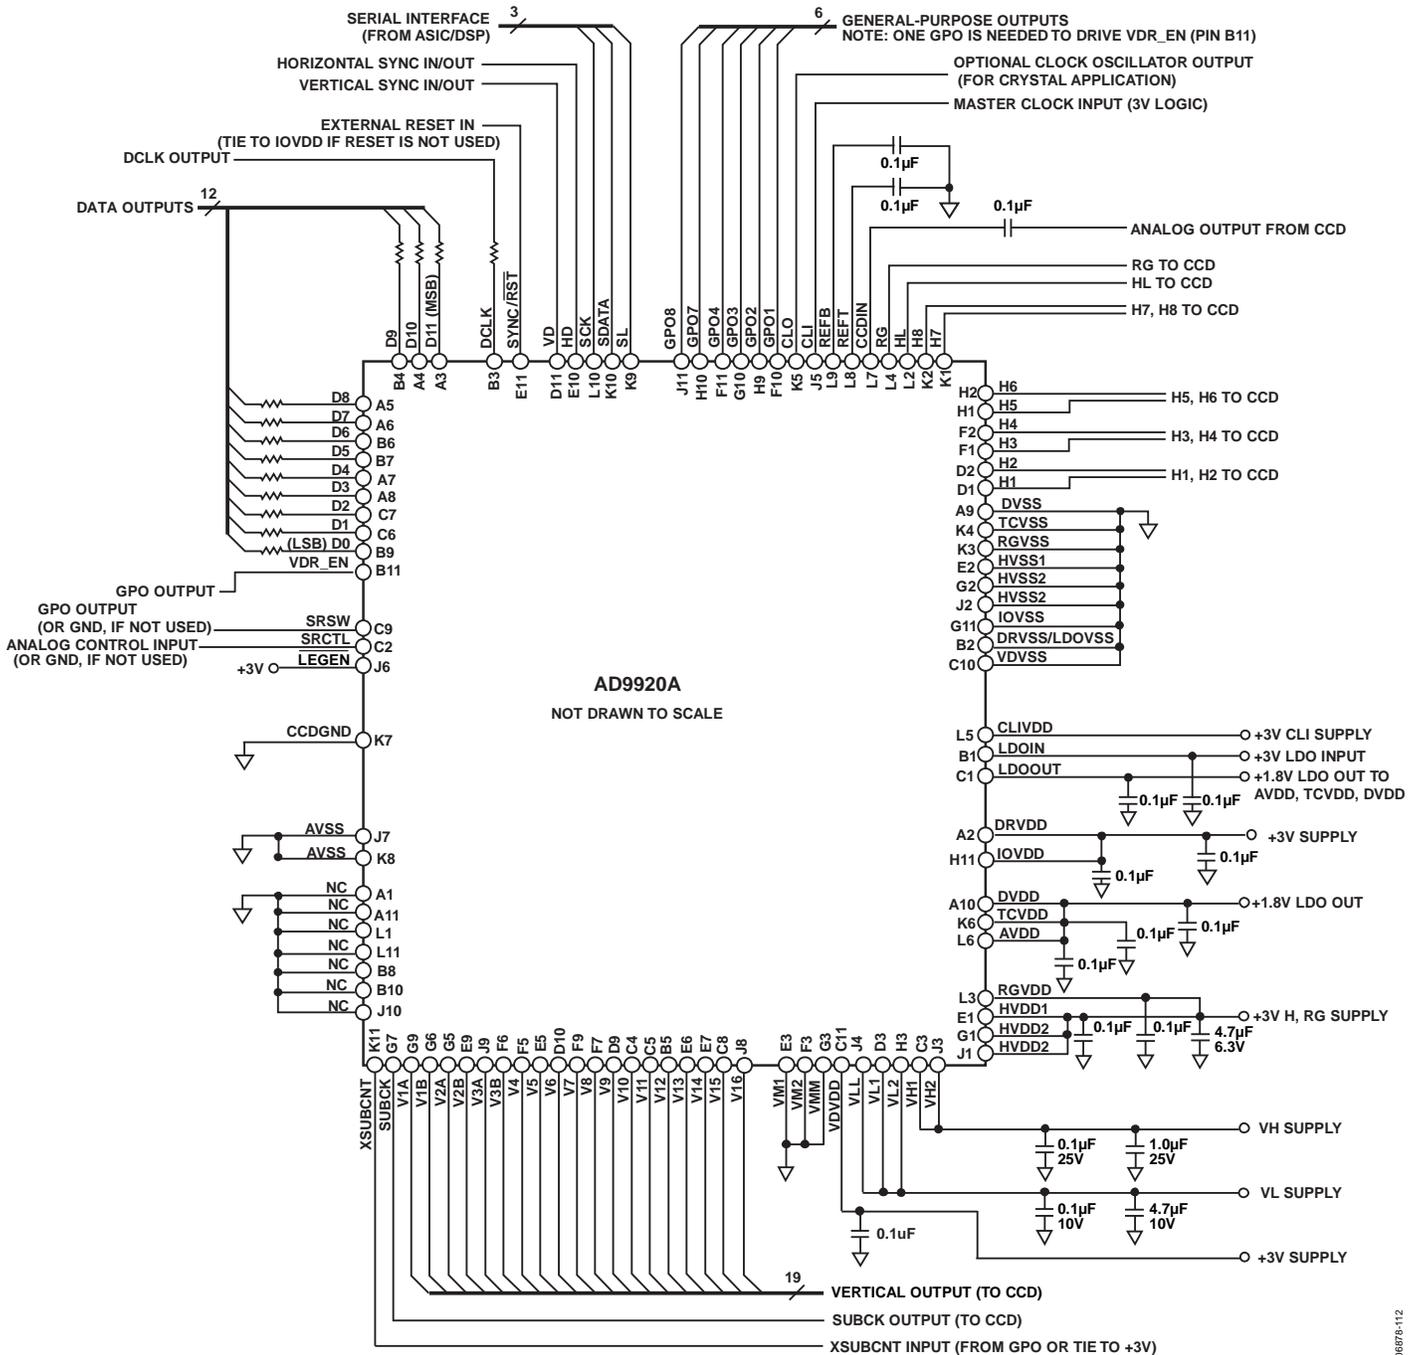 SERIAL INTERFACE
(FROM ASIC/DSP)
3
HORIZONTAL SYNC IN/OUT
VERTICAL SYNC IN/OUT
EXTERNAL RESET IN
(TIE TO IOVDD IF RESET IS NOT USED)
DCLK OUTPUT
DATA OUTPUTS
12
6
GENERAL-PURPOSE OUTPUTS
NOTE: ONE GPO IS NEEDED TO DRIVE VDR_EN (PIN B11)
OPTIONAL CLOCK OSCILLATOR OUTPUT
(FOR CRYSTAL APPLICATION)
MASTER CLOCK INPUT (3V LOGIC)
0.1µF
0.1µF
0.1µF
ANALOG OUTPUT FROM CCD
RG TO CCD
HL TO CCD
H7, H8 TO CCD
D9
D10
D11 (MSB)
DCLK
SYNC/RST
VD
HD
SCK
SDATA
SL
GPO8
GPO7
GPO4
GPO3
GPO2
GPO1
CLO
CLI
REFB
REFT
CCDIN
RG
HL
H8
H7
B4
A4
A3
B3
E11
D11
E10
L10
K10
K9
J11
H10
F11
G10
H9
F10
K5
J5
L9
L8
L7
L4
L2
K2
K1
D8 A5
D7 A6
D6 B6
D5 B7
D4 A7
D3 A8
D2 C7
D1 C6
(LSB) D0 B9
VDR_EN B11
GPO OUTPUT
GPO OUTPUT
(OR GND, IF NOT USED)
SRSW C9
ANALOG CONTROL INPUT
(OR GND, IF NOT USED)
SRCTL C2
+3V LEGEN J6
CCDGND K7
AVSS J7
AVSS K8
NC A1
NC A11
NC L1
NC L11
NC B8
NC B10
NC J10
AD9920A
NOT DRAWN TO SCALE
H2 H6
H1 H5
H5, H6 TO CCD
F2 H4
F1 H3
H3, H4 TO CCD
D2 H2
D1 H1
H1, H2 TO CCD
A9 DVSS
K4 TCVSS
K3 RGVSS
E2 HVSS1
G2 HVSS2
J2 HVSS2
G11 IOVSS
B2 DRVSS/LDOVSS
C10 VDVSS
L5 CLIVDD +3V CLI SUPPLY
B1 LDOIN +3V LDO INPUT
C1 LDOOUT +1.8V LDO OUT TO
AVDD, TCVDD, DVDD
0.1µF 0.1µF
A2 DRVDD +3V SUPPLY
H11 IOVDD
0.1µF
0.1µF
A10 DVDD +1.8V LDO OUT
K6 TCVDD
L6 AVDD
0.1µF
0.1µF
0.1µF
L3 RGVDD
E1 HVDD1 +3V H, RG SUPPLY
G1 HVDD2
J1 HVDD2
0.1µF
0.1µF
4.7µF
6.3V
K11
G7
G9
G6
G5
E9
J9
F6
F5
E5
D10
F9
F7
D9
C4
C5
B5
E6
E7
C8
J8
E3
F3
G3
C11
J4
D3
H3
C3
J3
XSUBCNT
SUBCK
V1A
V1B
V2A
V2B
V3A
V3B
V4
V5
V6
V7
V8
V9
V10
V11
V12
V13
V14
V15
V16
VM1
VM2
VMM
VDVDD
VLL
VL1
VL2
VH1
VH2
VH SUPPLY
0.1µF
25V
1.0µF
25V
VL SUPPLY
0.1µF
10V
4.7µF
10V
0.1uF
+3V SUPPLY
19
VERTICAL OUTPUT (TO CCD)
SUBCK OUTPUT (TO CCD)
XSUBCNT INPUT (FROM GPO OR TIE TO +3V)
06878-112